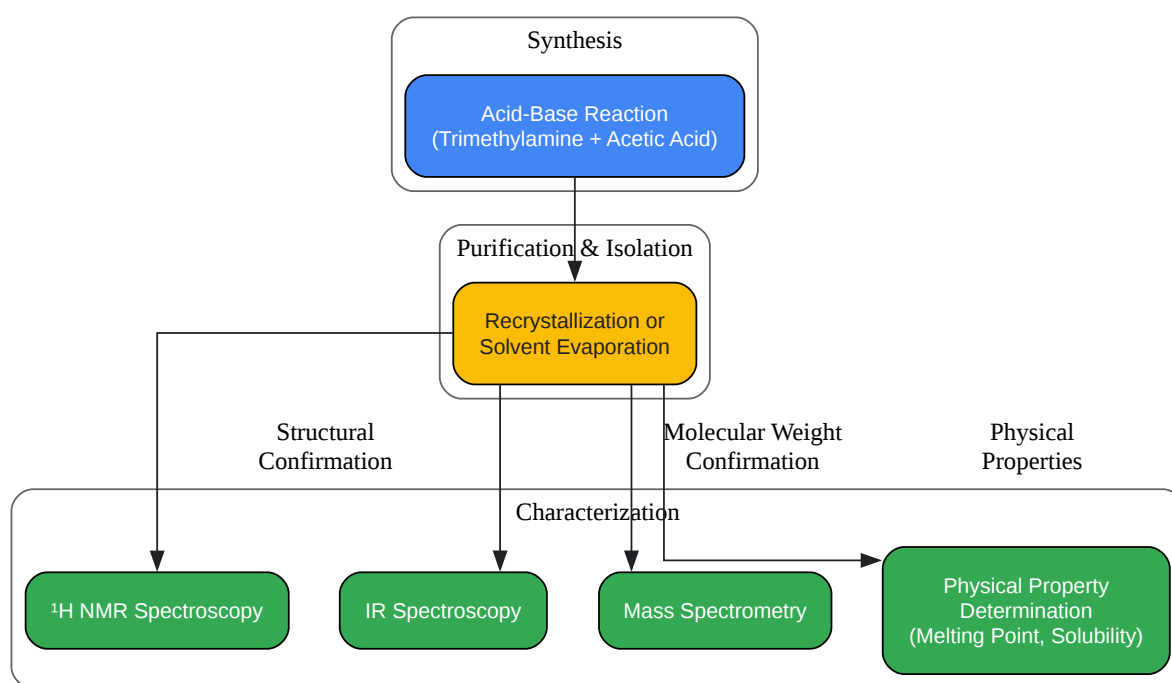 Synthesis
Acid-Base Reaction
(Trimethylamine + Acetic Acid)
Purification & Isolation
Recrystallization or
Solvent Evaporation
Structural
Confirmation
Molecular Weight
Confirmation
Physical
Properties
Characterization
¹H NMR Spectroscopy
IR Spectroscopy
Mass Spectrometry
Physical Property
Determination
(Melting Point, Solubility)